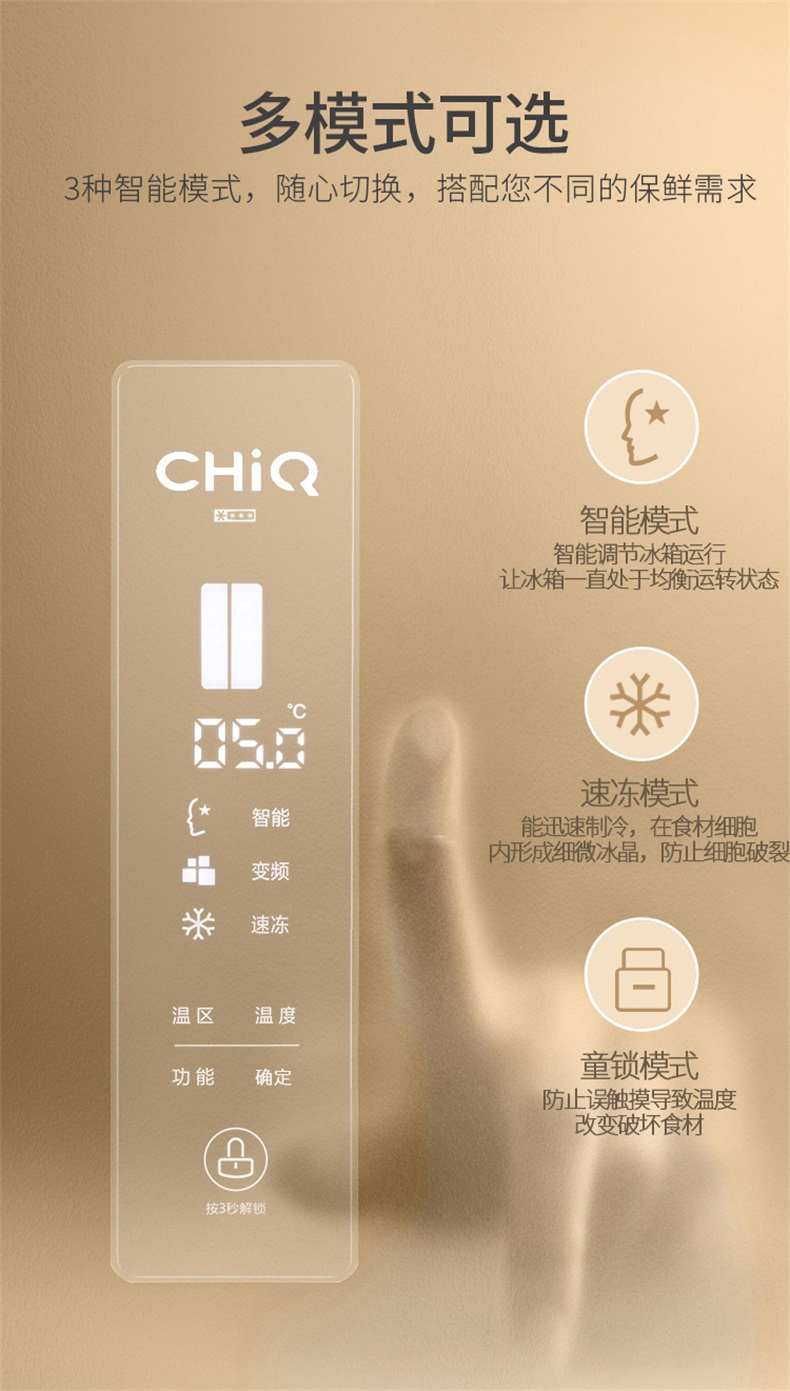 多模式可选
3种智能模式，随心切换，搭配您不同的保鲜需求
CHiQ
05.0 ℃
智能
变频
速冻
温区 温度
功能 确定
按3秒解锁
智能模式
智能调节冰箱运行
让冰箱一直处于均衡运转状态
速冻模式
能迅速制冷，在食材细胞
内形成细微冰晶，防止细胞破裂
童锁模式
防止误触摸导致温度
改变破坏食材